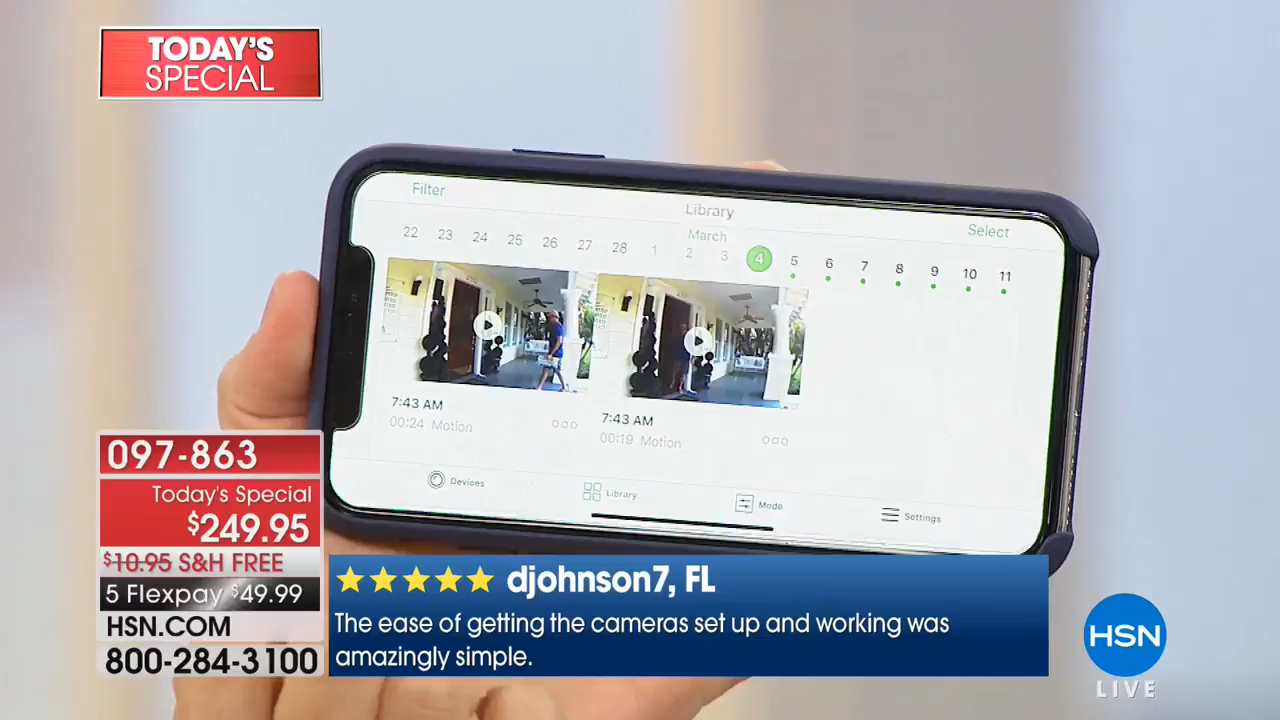 TODAY'S
SPECIAL
Filter
Library
Select
March
22 23 24 25 26 27 28 1 2 3 4 5 6 7 8 9 10 11
7:43 AM
00:24 Motion
7:43 AM
00:19 Motion
Devices
Library
Mode
Settings
097-863
Today's Special
$249.95
$10.95 S&H FREE
5 Flexpay $49.99
HSN.COM
800-284-3100
djohnson7, FL
The ease of getting the cameras set up and working was
amazingly simple.
HSN
LIVE